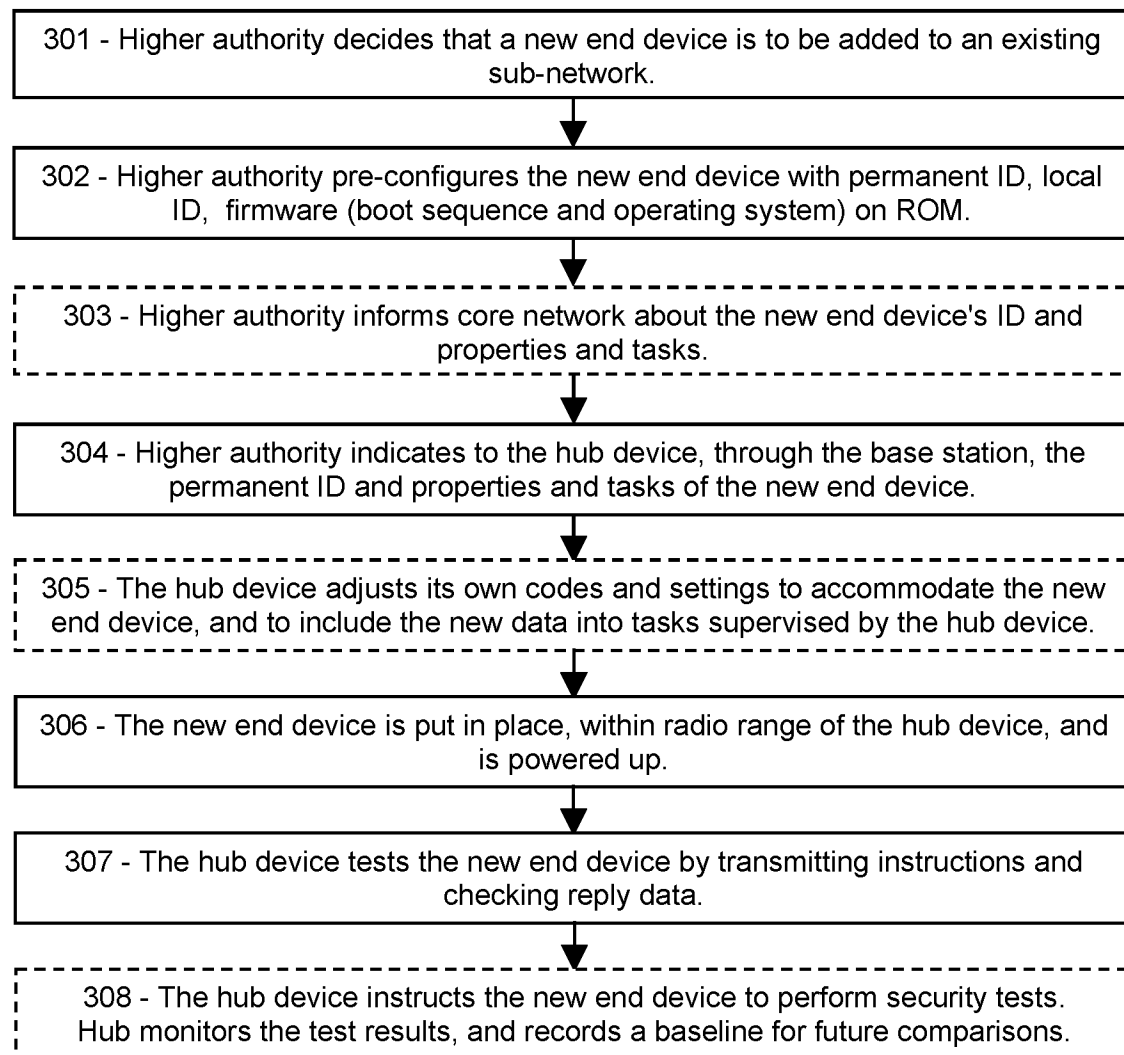 301 - Higher authority decides that a new end device is to be added to an existing
sub-network.
302 - Higher authority pre-configures the new end device with permanent ID, local
ID, firmware (boot sequence and operating system) on ROM.
303 - Higher authority informs core network about the new end device's ID and
properties and tasks.
304 - Higher authority indicates to the hub device, through the base station, the
permanent ID and properties and tasks of the new end device.
305 - The hub device adjusts its own codes and settings to accommodate the new
end device, and to include the new data into tasks supervised by the hub device.
306 - The new end device is put in place, within radio range of the hub device, and
is powered up.
307 - The hub device tests the new end device by transmitting instructions and
checking reply data.
308 - The hub device instructs the new end device to perform security tests.
Hub monitors the test results, and records a baseline for future comparisons.